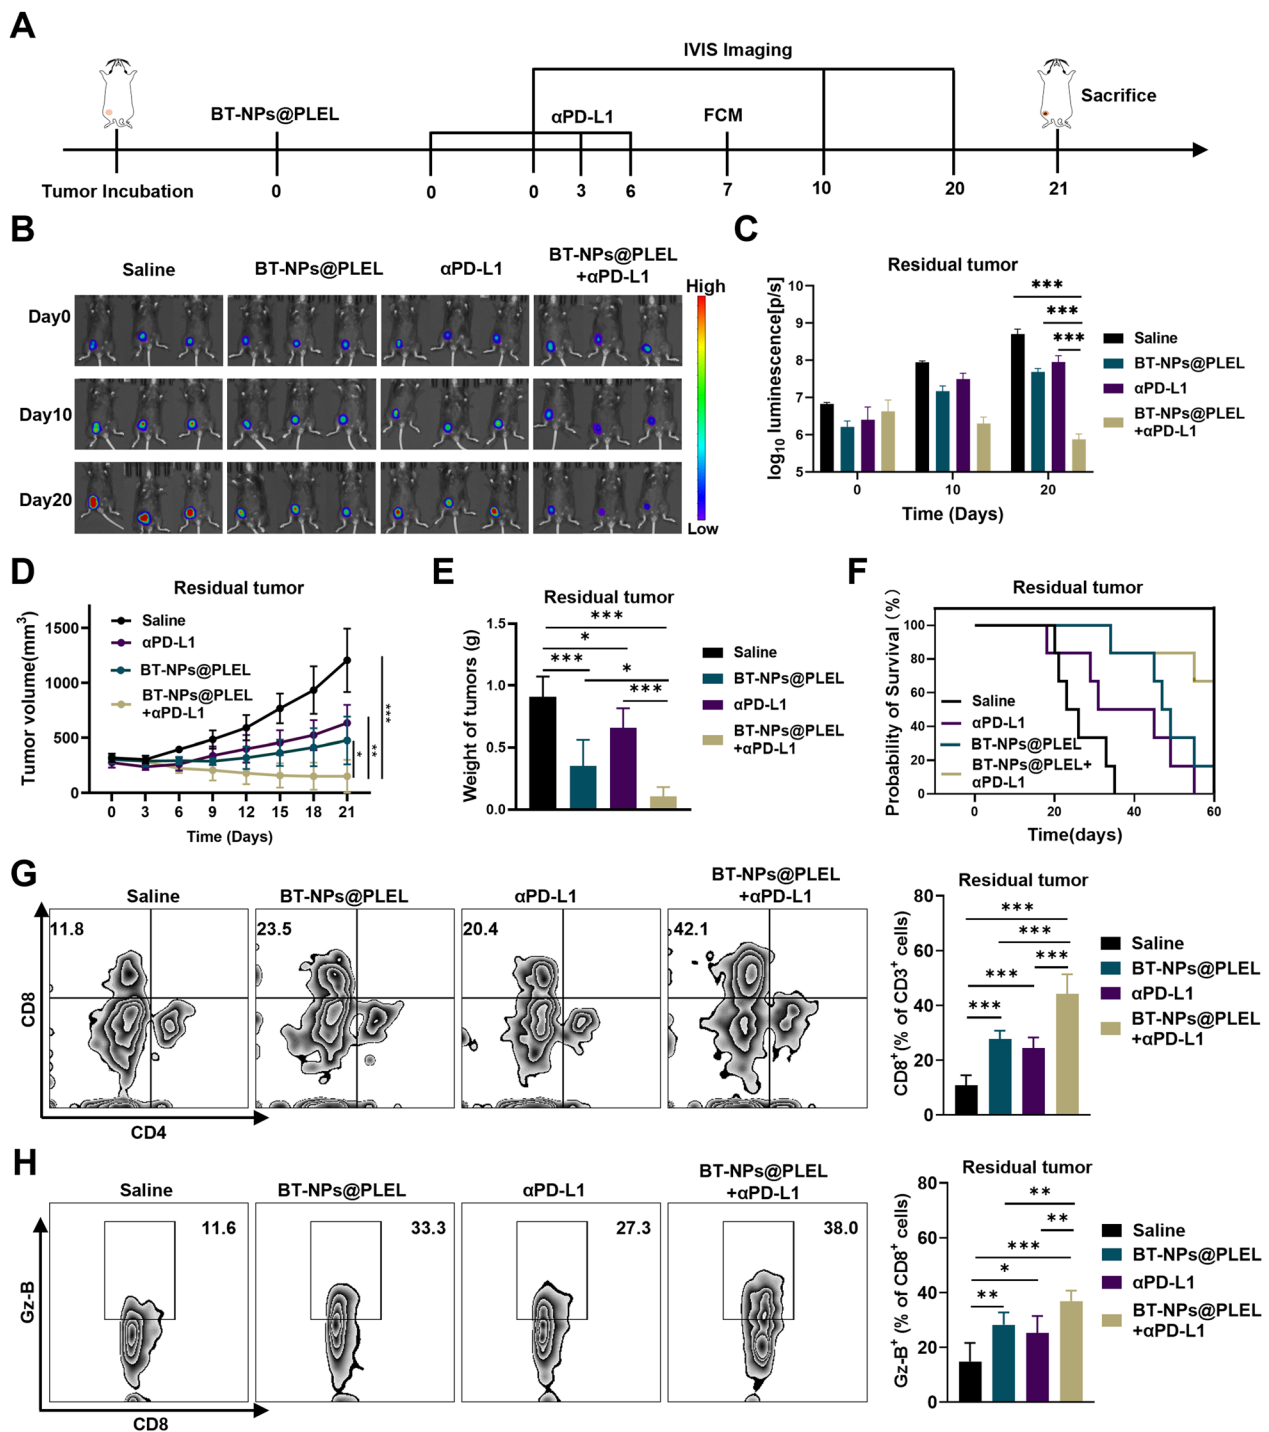 A
IVIS Imaging
BT-NPs@PLEL
αPD-L1
FCM
Sacrifice
Tumor Incubation
0
0
0
3
6
7
10
20
21
B
Saline
BT-NPs@PLEL
αPD-L1
BT-NPs@PLEL
+αPD-L1
High
Day0
Day10
Day20
Low
C
Residual tumor
log10 luminescence[p/s]
10
9
8
7
6
5
0
10
20
Time (Days)
***
***
***
Saline
BT-NPs@PLEL
αPD-L1
BT-NPs@PLEL
+αPD-L1
D
Residual tumor
Tumor volume(mm³)
1500
1000
500
0
Saline
αPD-L1
BT-NPs@PLEL
BT-NPs@PLEL
+αPD-L1
*
**
***
0 3 6 9 12 15 18 21
Time (Days)
E
Residual tumor
Weight of tumors (g)
1.5
1.0
0.5
0.0
***
*
***
*
***
Saline
BT-NPs@PLEL
αPD-L1
BT-NPs@PLEL
+αPD-L1
F
Residual tumor
Probability of Survival (%)
100
80
60
40
20
0
Saline
αPD-L1
BT-NPs@PLEL
BT-NPs@PLEL+
αPD-L1
0 20 40 60
Time(days)
G
Saline
BT-NPs@PLEL
αPD-L1
BT-NPs@PLEL
+αPD-L1
11.8
23.5
20.4
42.1
CD8
CD4
Residual tumor
CD8⁺(% of CD3⁺ cells)
80
60
40
20
0
***
***
***
***
***
Saline
BT-NPs@PLEL
αPD-L1
BT-NPs@PLEL
+αPD-L1
H
Saline
BT-NPs@PLEL
αPD-L1
BT-NPs@PLEL
+αPD-L1
11.6
33.3
27.3
38.0
Gz-B
CD8
Residual tumor
Gz-B⁺ (% of CD8⁺ cells)
80
60
40
20
0
**
**
***
*
**
Saline
BT-NPs@PLEL
αPD-L1
BT-NPs@PLEL
+αPD-L1